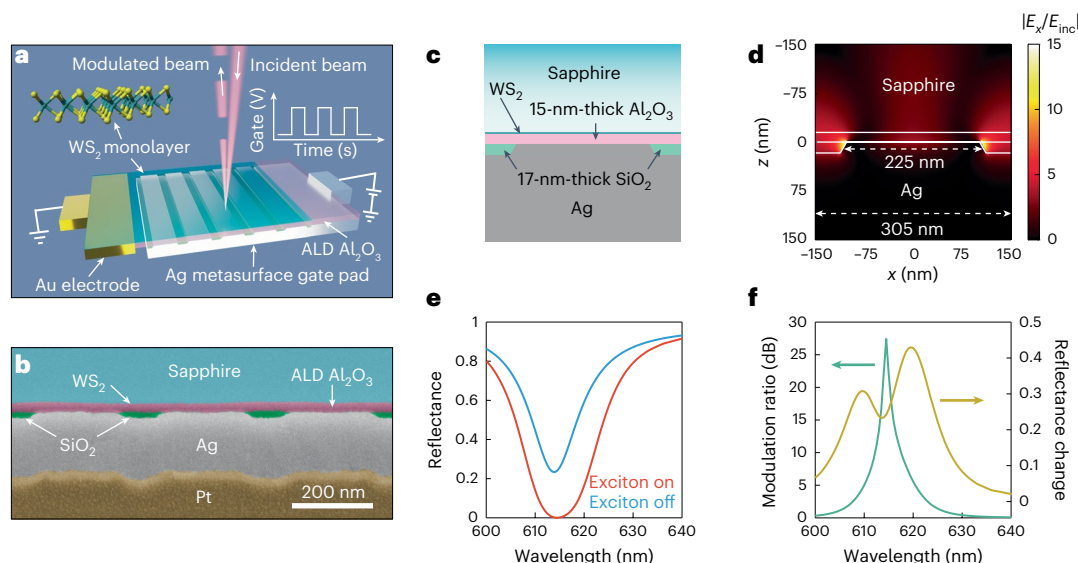 a
Modulated beam
Incident beam
Gate (V)
Time (s)
WS₂ monolayer
ALD Al₂O₃
Ag metasurface gate pad
Au electrode
b
Sapphire
WS₂
ALD Al₂O₃
SiO₂
Ag
Pt
200 nm
c
Sapphire
WS₂
15-nm-thick Al₂O₃
17-nm-thick SiO₂
Ag
d
|Eₓ/E_inc|
−150
−75
0
75
150
z (nm)
Sapphire
225 nm
Ag
305 nm
−150
−75
0
75
150
x (nm)
15
10
5
0
e
1
0.8
0.6
0.4
0.2
0
Reflectance
Exciton on
Exciton off
600
610
620
630
640
Wavelength (nm)
f
30
25
20
15
10
5
0
Modulation ratio (dB)
0.5
0.4
0.3
0.2
0.1
0
Reflectance change
600
610
620
630
640
Wavelength (nm)